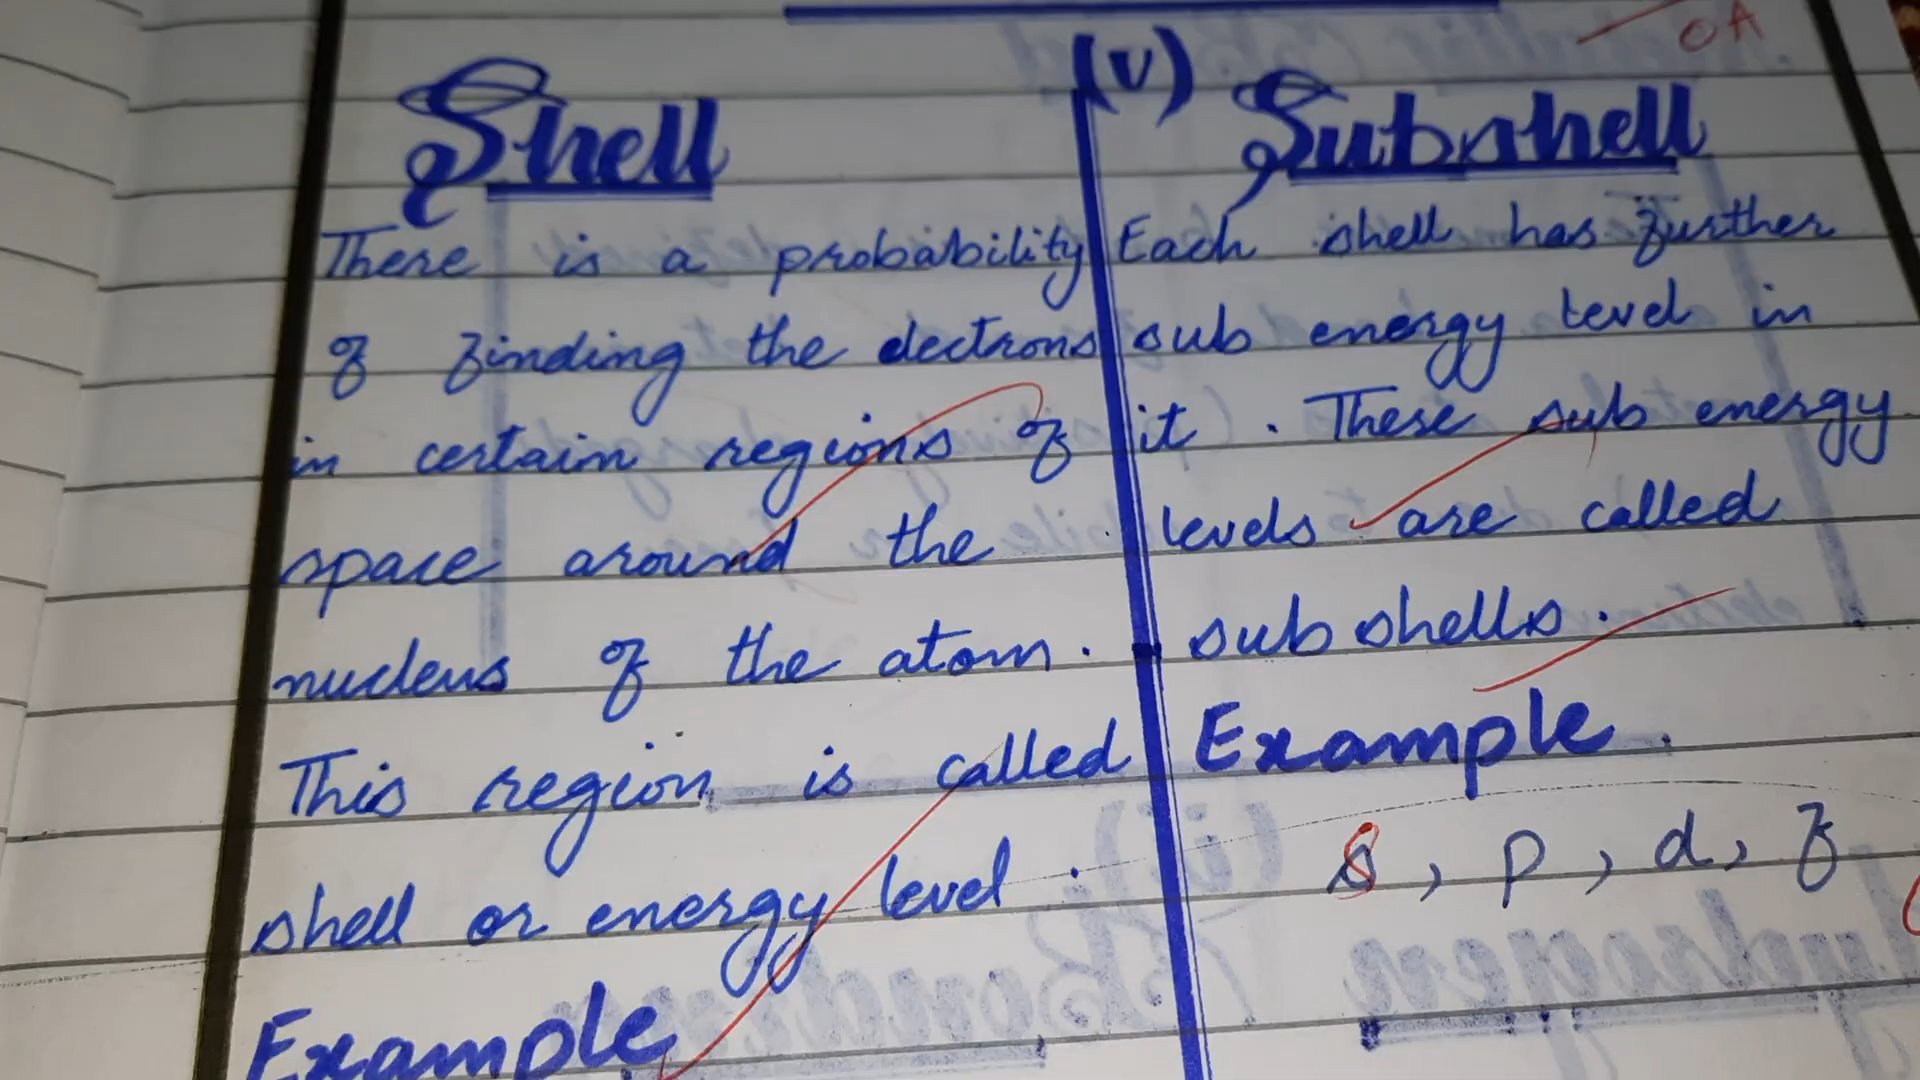 (V)
Shell
There is a probability
of finding the electrons
in certain regions of
space around the
nucleus of the atom.
This region is called
shell or energy level.
Example
Subshell
Each shell has further
sub energy level in
it. These sub energy
levels are called
sub shells.
Example
s, p, d, f